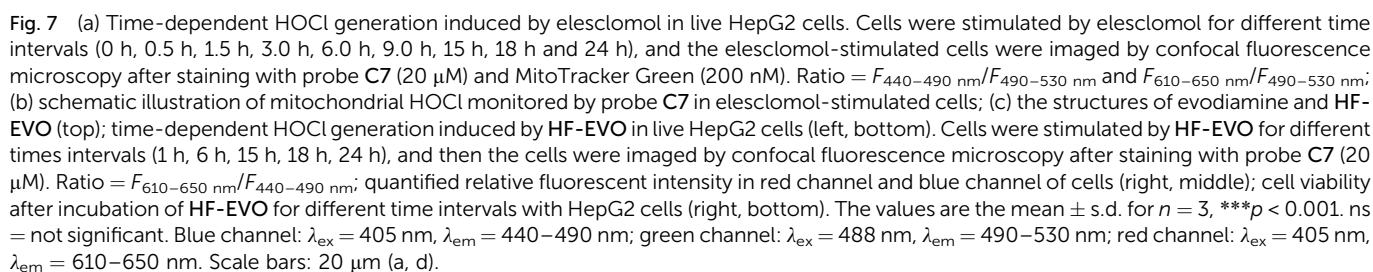 Fig. 7 (a) Time-dependent HOCl generation induced by elesclomol in live HepG2 cells. Cells were stimulated by elesclomol for different time
intervals (0 h, 0.5 h, 1.5 h, 3.0 h, 6.0 h, 9.0 h, 15 h, 18 h and 24 h), and the elesclomol-stimulated cells were imaged by confocal fluorescence
microscopy after staining with probe C7 (20 μM) and MitoTracker Green (200 nM). Ratio = F440–490 nm/F490–530 nm and F610–650 nm/F490–530 nm;
(b) schematic illustration of mitochondrial HOCl monitored by probe C7 in elesclomol-stimulated cells; (c) the structures of evodiamine and HF-
EVO (top); time-dependent HOCl generation induced by HF-EVO in live HepG2 cells (left, bottom). Cells were stimulated by HF-EVO for different
times intervals (1 h, 6 h, 15 h, 18 h, 24 h), and then the cells were imaged by confocal fluorescence microscopy after staining with probe C7 (20
μM). Ratio = F610–650 nm/F440–490 nm; quantified relative fluorescent intensity in red channel and blue channel of cells (right, middle); cell viability
after incubation of HF-EVO for different time intervals with HepG2 cells (right, bottom). The values are the mean ± s.d. for n = 3, ***p < 0.001. ns
= not significant. Blue channel: λex = 405 nm, λem = 440–490 nm; green channel: λex = 488 nm, λem = 490–530 nm; red channel: λex = 405 nm,
λem = 610–650 nm. Scale bars: 20 μm (a, d).